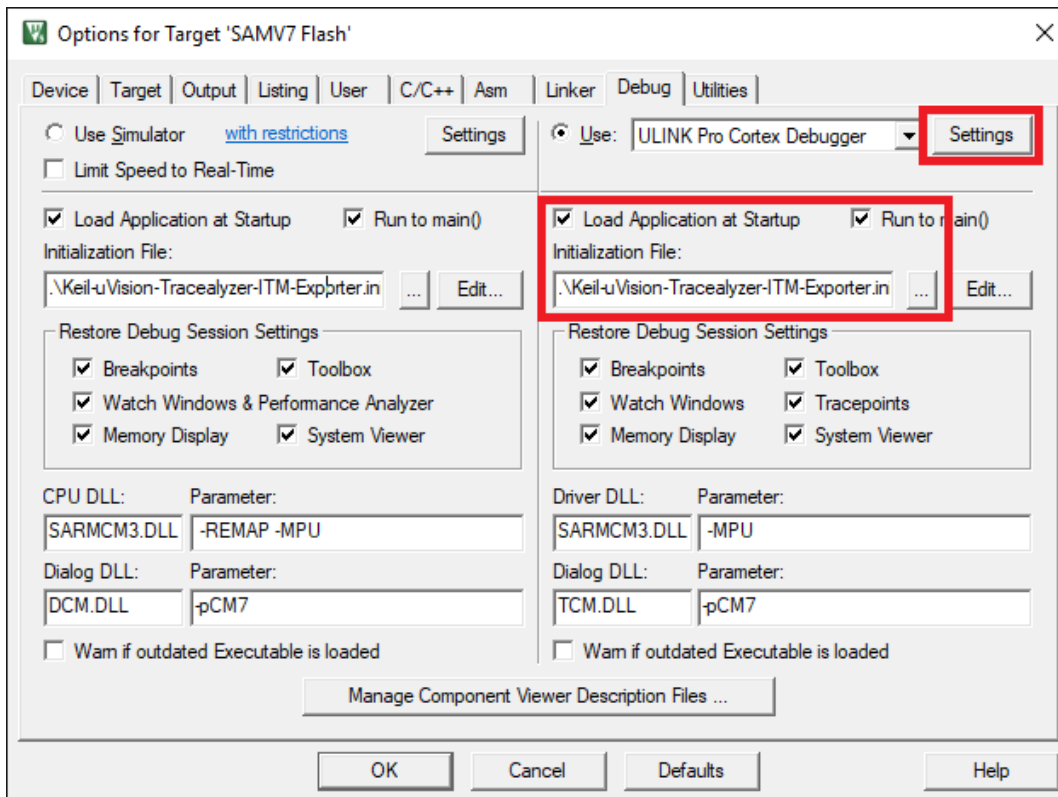 Options for Target 'SAMV7 Flash'
Device Target Output Listing User C/C++ Asm Linker Debug Utilities
Use Simulator with restrictions Settings
Limit Speed to Real-Time
Use: ULINK Pro Cortex Debugger Settings
Load Application at Startup Run to main()
Initialization File:
.\Keil-uVision-Tracealyzer-ITM-Exporter.in ... Edit...
Restore Debug Session Settings
Breakpoints Toolbox
Watch Windows & Performance Analyzer
Memory Display System Viewer
CPU DLL: Parameter:
SARMCM3.DLL -REMAP -MPU
Dialog DLL: Parameter:
DCM.DLL -pCM7
Warn if outdated Executable is loaded
Load Application at Startup Run to main()
Initialization File:
.\Keil-uVision-Tracealyzer-ITM-Exporter.in ... Edit...
Restore Debug Session Settings
Breakpoints Toolbox
Watch Windows Tracepoints
Memory Display System Viewer
Driver DLL: Parameter:
SARMCM3.DLL -MPU
Dialog DLL: Parameter:
TCM.DLL -pCM7
Warn if outdated Executable is loaded
Manage Component Viewer Description Files ...
OK Cancel Defaults Help